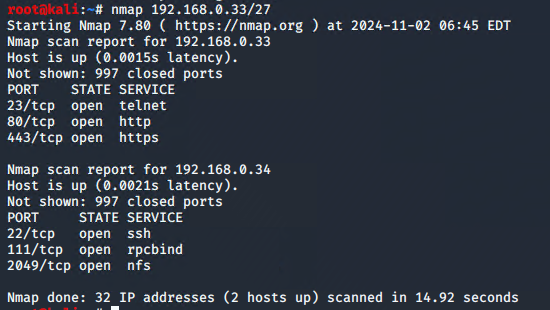 root@kali:~# nmap 192.168.0.33/27
Starting Nmap 7.80 ( https://nmap.org ) at 2024-11-02 06:45 EDT
Nmap scan report for 192.168.0.33
Host is up (0.0015s latency).
Not shown: 997 closed ports
PORT STATE SERVICE
23/tcp open telnet
80/tcp open http
443/tcp open https
Nmap scan report for 192.168.0.34
Host is up (0.0021s latency).
Not shown: 997 closed ports
PORT STATE SERVICE
22/tcp open ssh
111/tcp open rpcbind
2049/tcp open nfs
Nmap done: 32 IP addresses (2 hosts up) scanned in 14.92 seconds